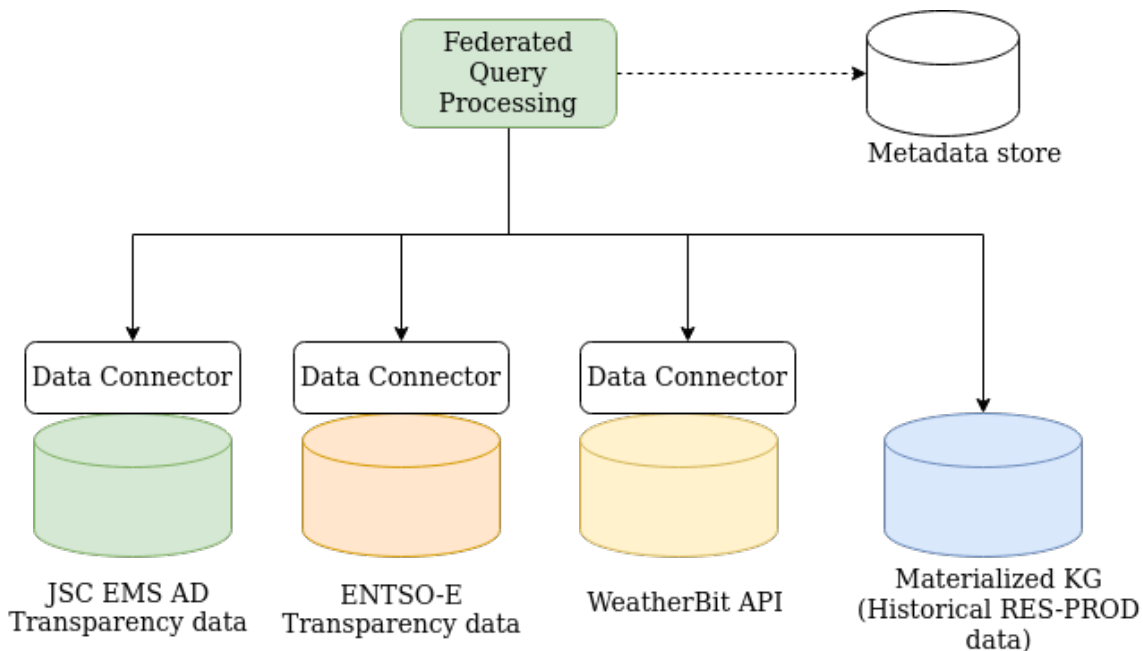 Federated
Query
Processing
Metadata store
Data Connector
Data Connector
Data Connector
JSC EMS AD
Transparency data
ENTSO-E
Transparency data
WeatherBit API
Materialized KG
(Historical RES-PROD
data)